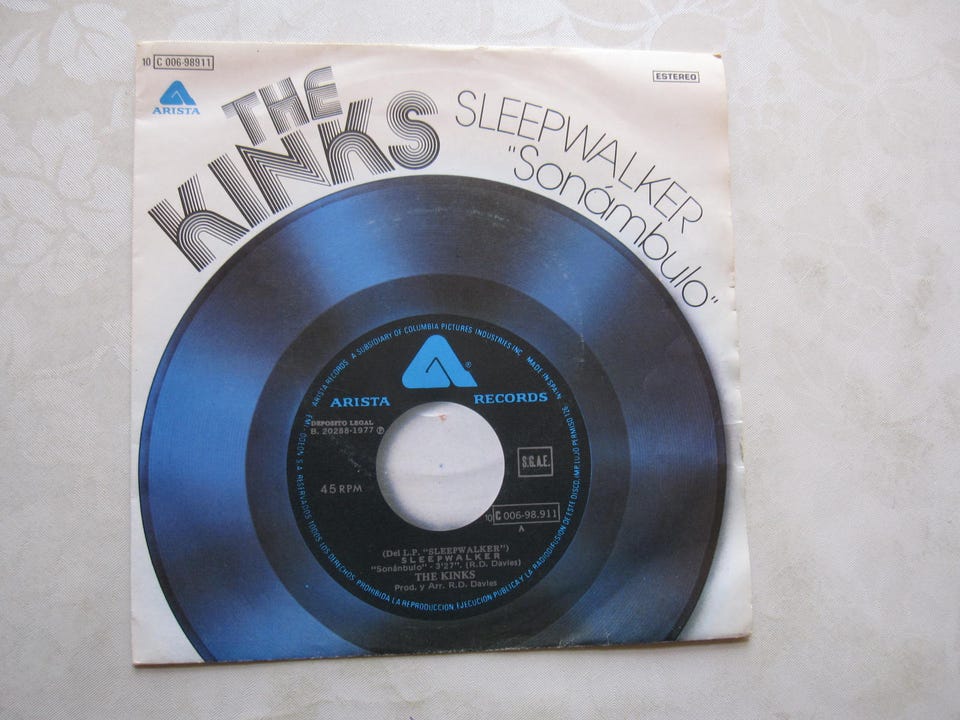 10 C 006-98911
ESTEREO
ARISTA
THE
KINKS
SLEEPWALKER
"Sonámbulo"
ARISTA RECORDS. A SUBSIDIARY OF COLUMBIA PICTURES INDUSTRIES INC. MADE IN SPAIN
®
ARISTA RECORDS
DEPOSITO LEGAL
B. 20288-1977 ℗
S.G.A.E.
45 RPM
10 C 006-98.911
A
(Del L.P. "SLEEPWALKER")
SLEEPWALKER
"Sonánbulo" - 3'27". (R.D. Davies)
THE KINKS
Prod. y Arr. R.D. Davies
ODEON S.A. RESERVADOS TODOS LOS DERECHOS. PROHIBIDA LA REPRODUCCION EJECUCION PUBLICA Y LA RADIODIFUSION DE ESTE DISCO.